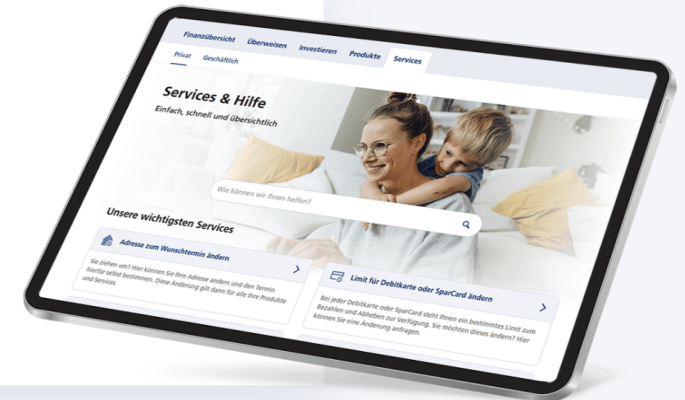 Finanzübersicht Überweisen Investieren Produkte Services
Privat Geschäftlich
Services & Hilfe
Einfach, schnell und übersichtlich
Wie können wir Ihnen helfen?
Unsere wichtigsten Services
Adresse zum Wunschtermin ändern
Sie ziehen um? Hier können Sie Ihre Adresse ändern und den Termin
hierfür selbst bestimmen. Diese Änderung gilt dann für alle Ihre Produkte
und Services.
Limit für Debitkarte oder SparCard ändern
Bei jeder Debitkarte oder SparCard steht Ihnen ein bestimmtes Limit zum
Bezahlen und Abheben zur Verfügung. Sie möchten dieses ändern? Hier
können Sie eine Änderung anfragen.